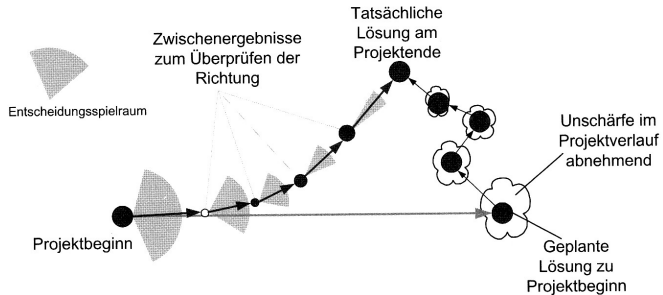 Tatsächliche
Lösung am
Projektende
Zwischenergebnisse
zum Überprüfen der
Richtung
Entscheidungsspielraum
Unschärfe im
Projektverlauf
abnehmend
Projektbeginn
Geplante
Lösung zu
Projektbeginn